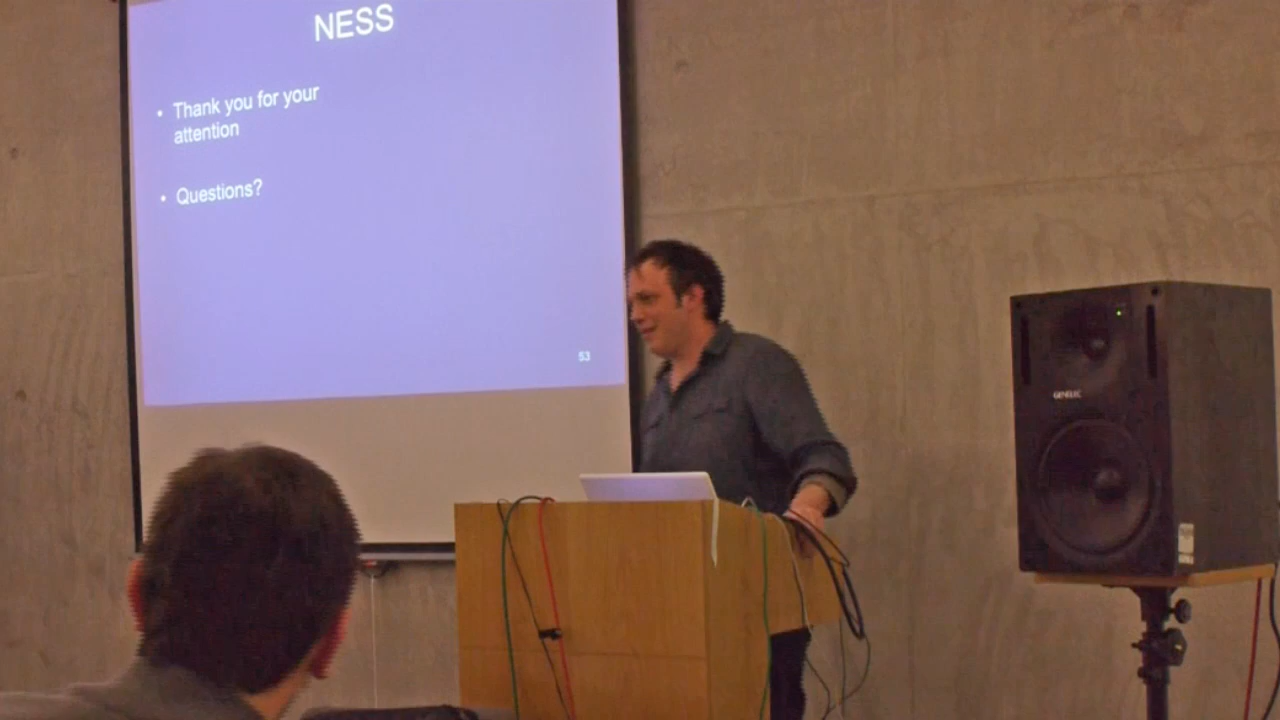 NESS
• Thank you for your
attention
• Questions?
53
GENELEC